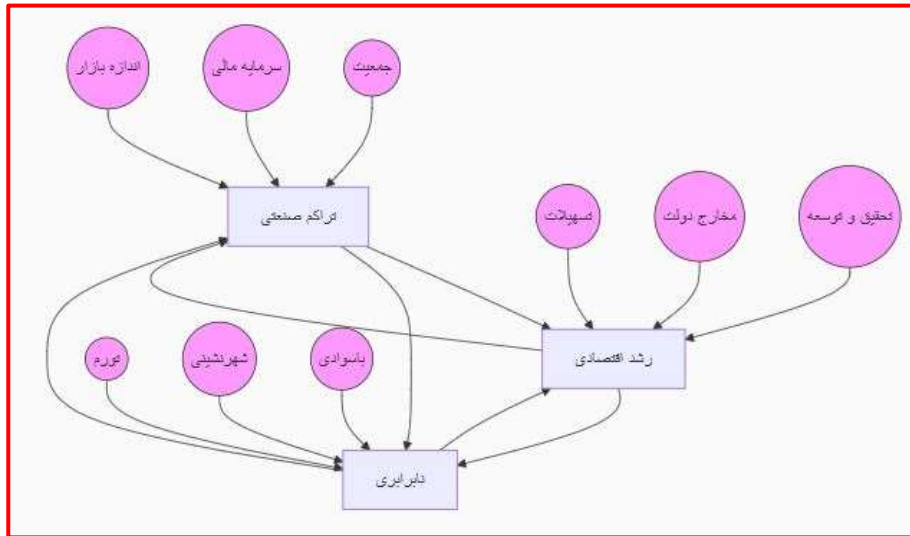 جمعیت
سرمایه مالی
اندازه بازار
تراکم صنعتی
تحقیق و توسعه
مخارج دولت
تسهیلات
رشد اقتصادی
باسوادی
شهرنشینی
تورم
نابرابری